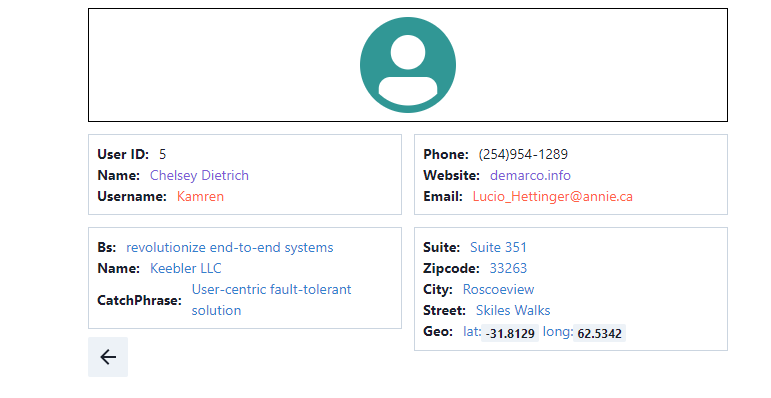 User ID: 5
Name: Chelsey Dietrich
Username: Kamren
Phone: (254)954-1289
Website: demarco.info
Email: Lucio_Hettinger@annie.ca
Bs: revolutionize end-to-end systems
Name: Keebler LLC
CatchPhrase: User-centric fault-tolerant
solution
Suite: Suite 351
Zipcode: 33263
City: Roscoeview
Street: Skiles Walks
Geo: lat: -31.8129 long: 62.5342